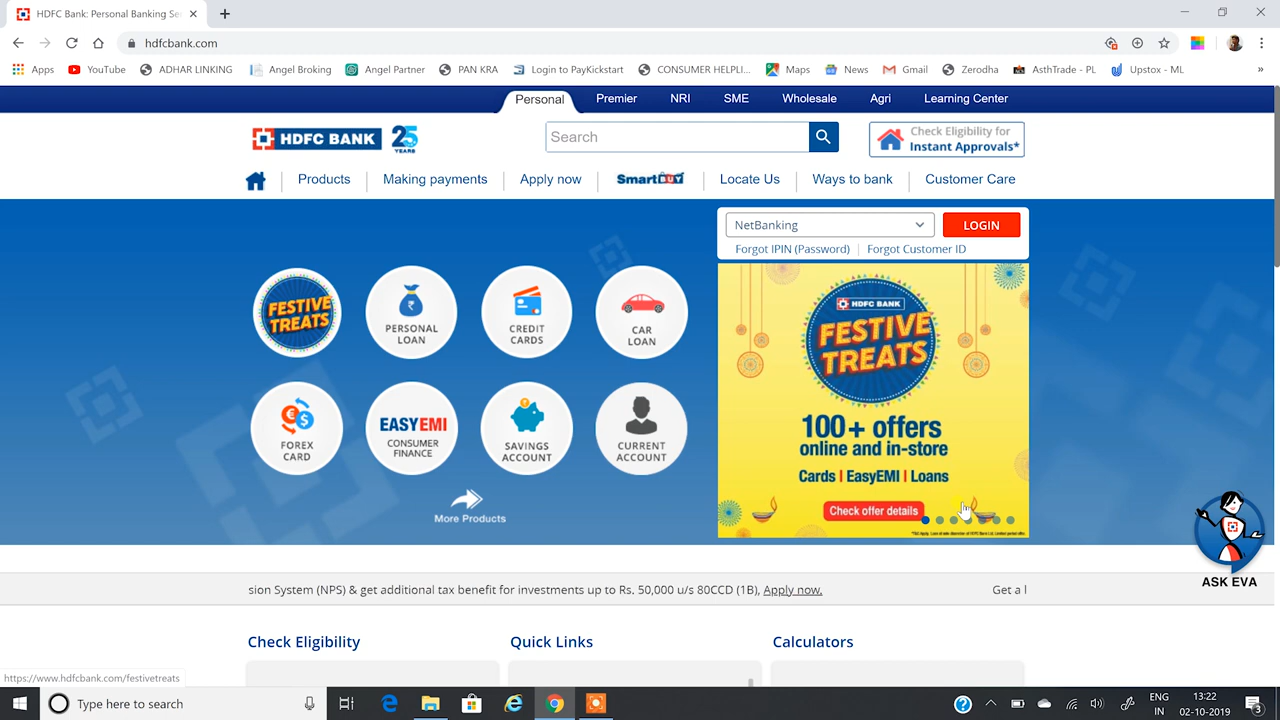 HDFC Bank: Personal Banking Se
hdfcbank.com
Apps YouTube ADHAR LINKING Angel Broking Angel Partner PAN KRA Login to PayKickstart CONSUMER HELPLI... Maps News Gmail Zerodha AsthTrade - PL Upstox - ML »
Personal Premier NRI SME Wholesale Agri Learning Center
HDFC BANK 25 YEARS
Search
Check Eligibility for
Instant Approvals*
Products Making payments Apply now SmartBUY Locate Us Ways to bank Customer Care
NetBanking LOGIN
Forgot IPIN (Password) Forgot Customer ID
FESTIVE
TREATS
PERSONAL
LOAN
CREDIT
CARDS
CAR
LOAN
FOREX
CARD
EASYEMI
CONSUMER
FINANCE
SAVINGS
ACCOUNT
CURRENT
ACCOUNT
More Products
HDFC BANK
FESTIVE
TREATS
100+ offers
online and in-store
Cards | EasyEMI | Loans
Check offer details
ASK EVA
sion System (NPS) & get additional tax benefit for investments up to Rs. 50,000 u/s 80CCD (1B), Apply now. Get a l
Check Eligibility Quick Links Calculators
https://www.hdfcbank.com/festivetreats
Type here to search
ENG
IN
13:22
02-10-2019
3